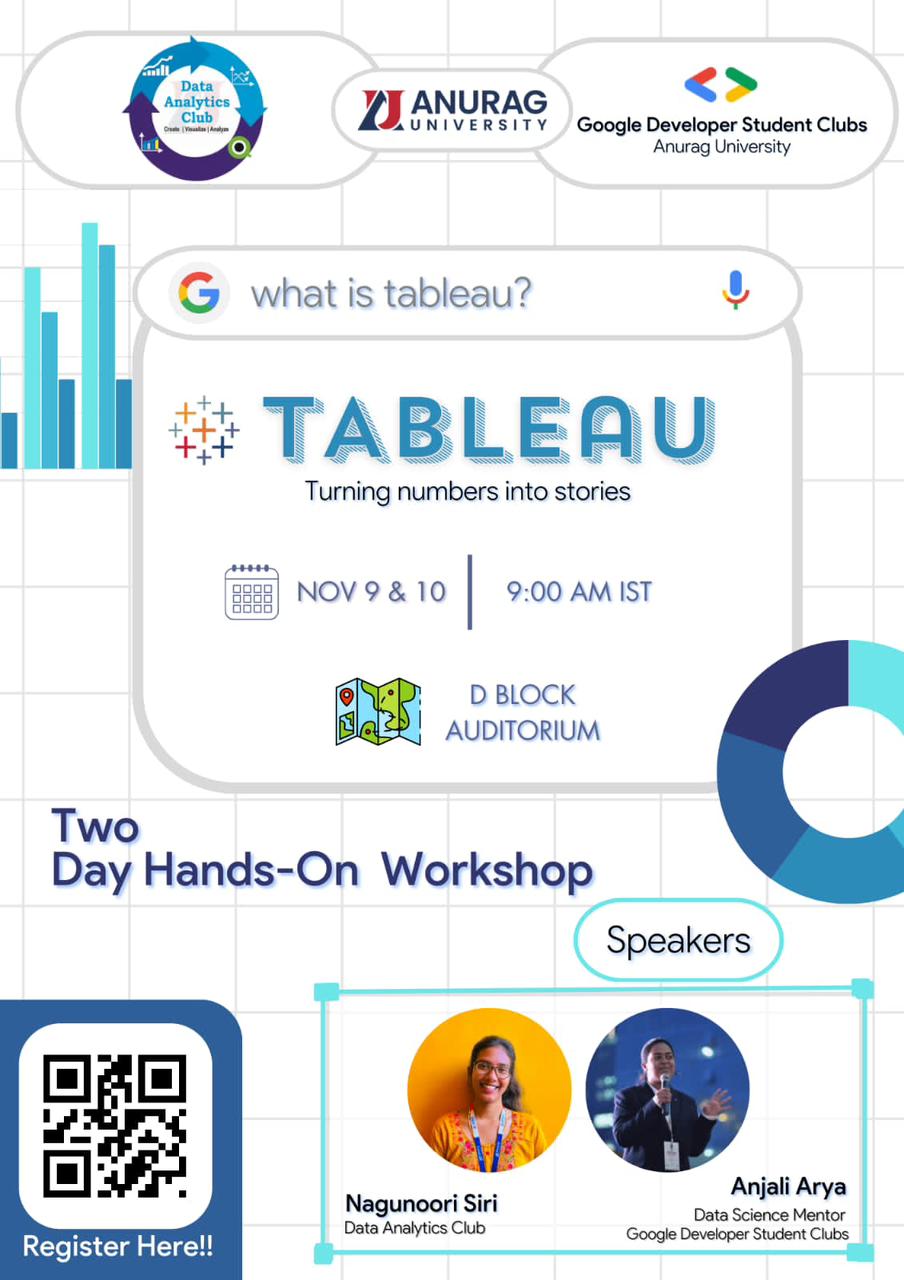 Data
Analytics
Club
Create | Visualize | Analyze
ANURAG
UNIVERSITY
Google Developer Student Clubs
Anurag University
what is tableau?
TABLEAU
Turning numbers into stories
NOV 9 & 10
9:00 AM IST
D BLOCK
AUDITORIUM
Two
Day Hands-On Workshop
Speakers
Nagunoori Siri
Data Analytics Club
Anjali Arya
Data Science Mentor
Google Developer Student Clubs
Register Here!!